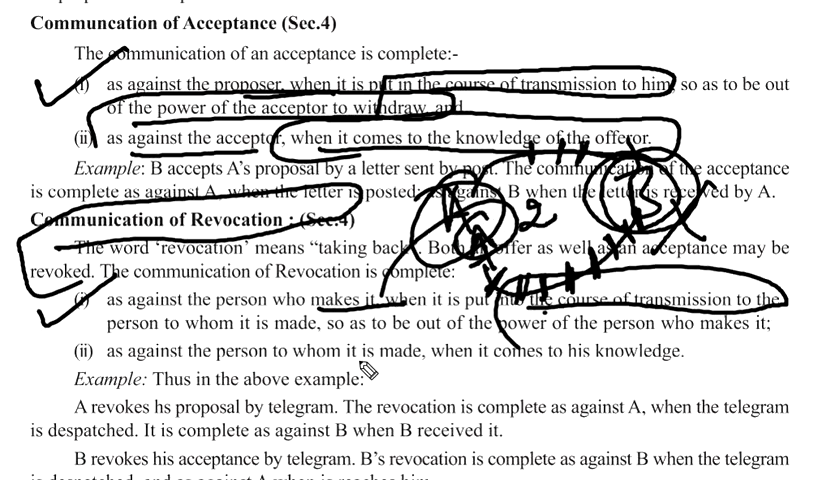 Communcation of Acceptance (Sec.4)
The communication of an acceptance is complete:-
(i) as against the proposer, when it is put in the course of transmission to him, so as to be out
of the power of the acceptor to withdraw, and
(ii) as against the acceptor, when it comes to the knowledge of the offeror.
Example: B accepts A's proposal by a letter sent by post. The communication of the acceptance
is complete as against A, when the letter is posted; as against B when the letter is received by A.
Communication of Revocation : (Sec.4)
The word 'revocation' means “taking back”. Both offer as well as an acceptance may be
revoked. The communication of Revocation is complete:
(i) as against the person who makes it, when it is put into the course of transmission to the
person to whom it is made, so as to be out of the power of the person who makes it;
(ii) as against the person to whom it is made, when it comes to his knowledge.
Example: Thus in the above example:
A revokes hs proposal by telegram. The revocation is complete as against A, when the telegram
is despatched. It is complete as against B when B received it.
B revokes his acceptance by telegram. B's revocation is complete as against B when the telegram
A
2
B